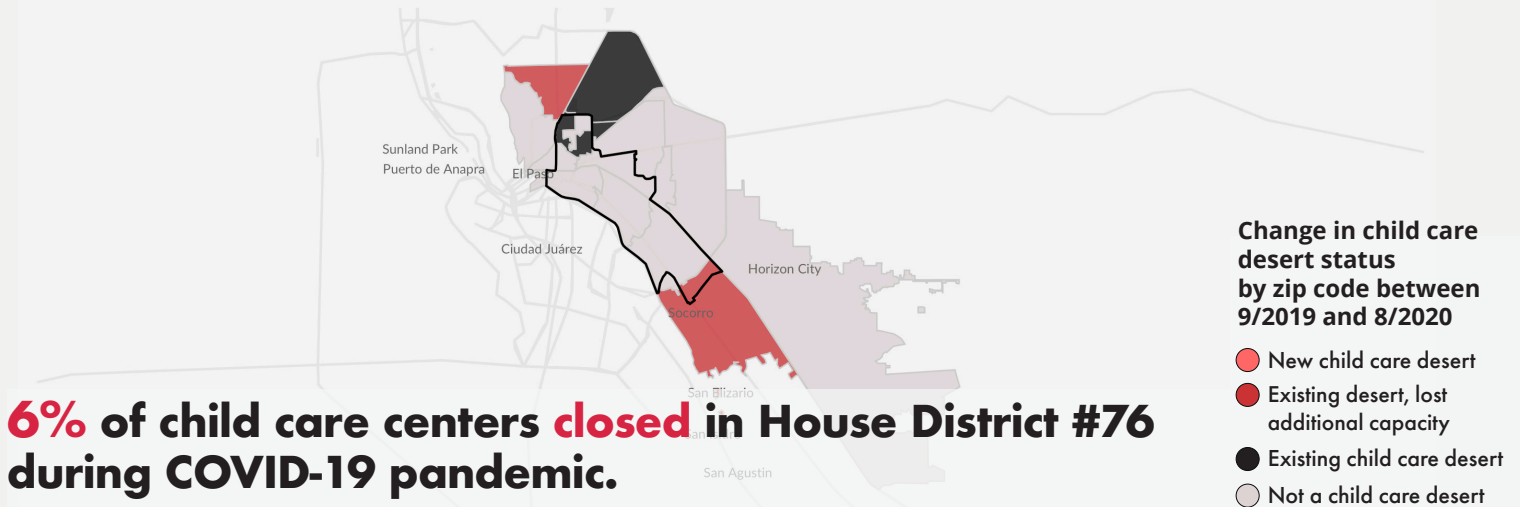 Sunland Park
Puerto de Anapra
El Paso
Ciudad Juárez
Horizon City
Socorro
San Elizario
San Agustin
Change in child care
desert status
by zip code between
9/2019 and 8/2020
New child care desert
Existing desert, lost
additional capacity
Existing child care desert
Not a child care desert
6% of child care centers closed in House District #76
during COVID-19 pandemic.